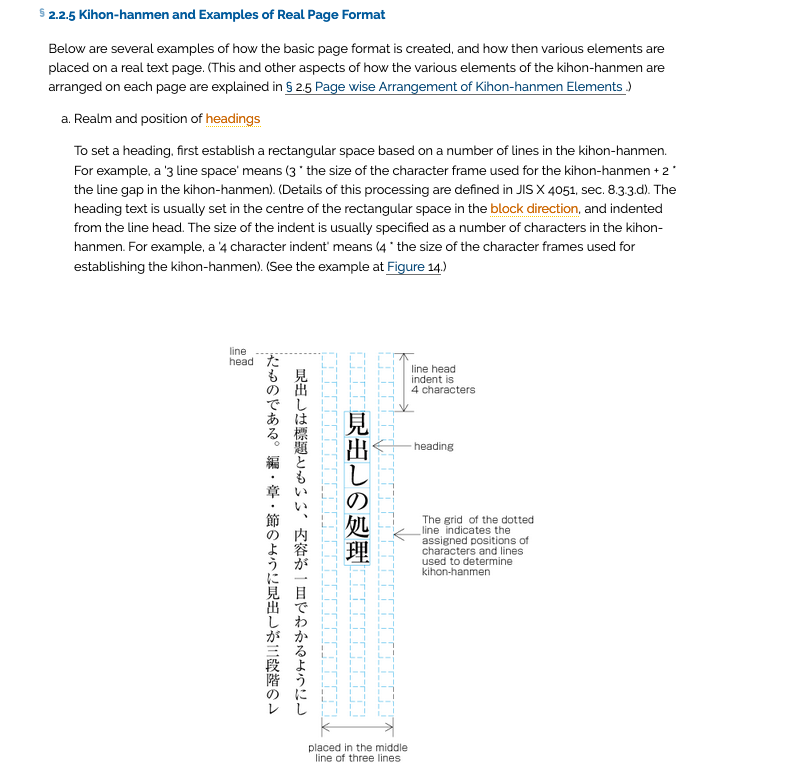 § 2.2.5 Kihon-hanmen and Examples of Real Page Format
Below are several examples of how the basic page format is created, and how then various elements are
placed on a real text page. (This and other aspects of how the various elements of the kihon-hanmen are
arranged on each page are explained in § 2.5 Page wise Arrangement of Kihon-hanmen Elements .)
a. Realm and position of headings
To set a heading, first establish a rectangular space based on a number of lines in the kihon-hanmen.
For example, a '3 line space' means (3 * the size of the character frame used for the kihon-hanmen + 2 *
the line gap in the kihon-hanmen). (Details of this processing are defined in JIS X 4051, sec. 8.3.3.d). The
heading text is usually set in the centre of the rectangular space in the block direction, and indented
from the line head. The size of the indent is usually specified as a number of characters in the kihon-
hanmen. For example, a '4 character indent' means (4 * the size of the character frames used for
establishing the kihon-hanmen). (See the example at Figure 14.)
line
head
line head
indent is
4 characters
見出しの処理
heading
The grid of the dotted
line indicates the
assigned positions of
characters and lines
used to determine
kihon-hanmen
見出しは標題ともいい、内容が一目でわかるようにし
たものである。編・章・節のように見出しが三段階のレ
placed in the middle
line of three lines